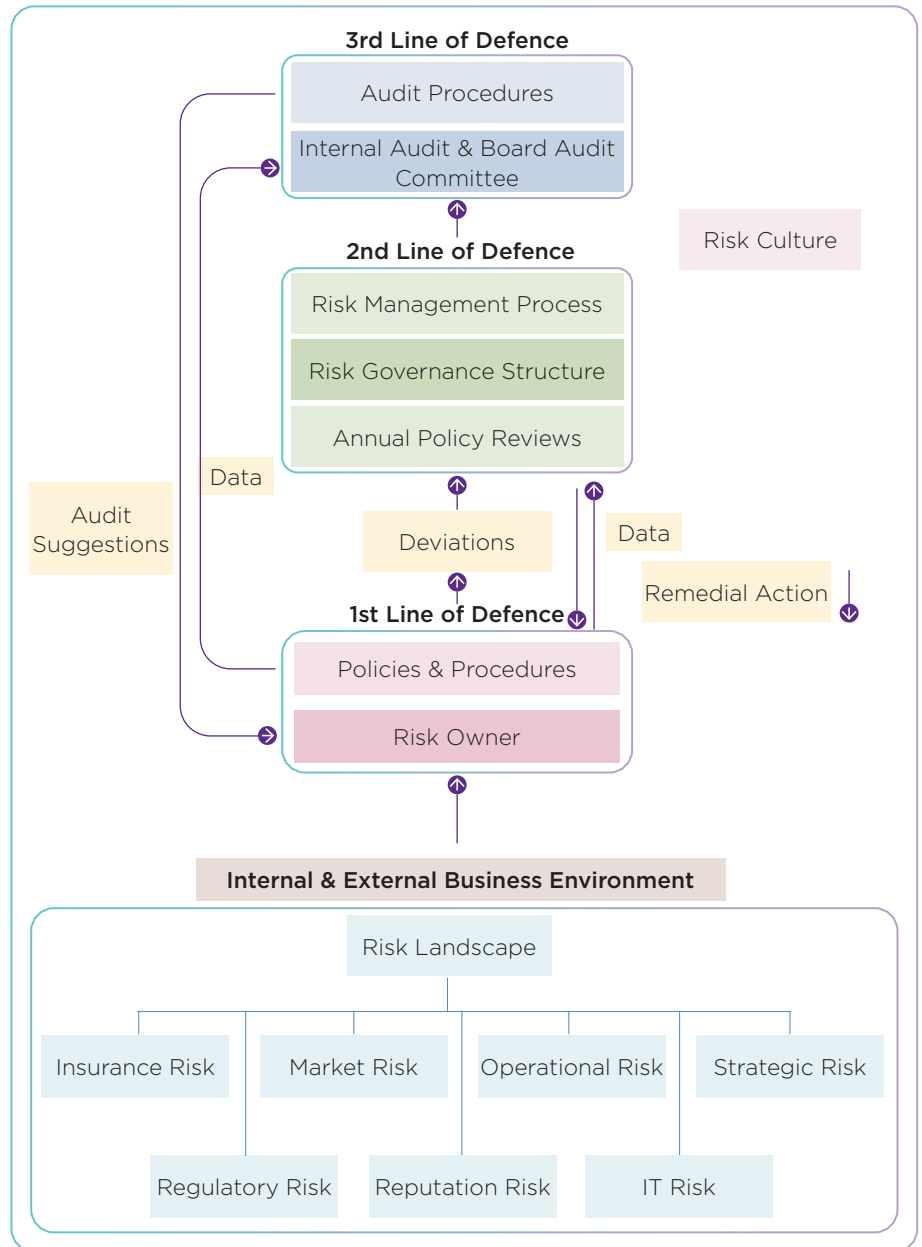 3rd Line of Defence
Audit Procedures
Internal Audit & Board Audit
Committee
Risk Culture
2nd Line of Defence
Risk Management Process
Risk Governance Structure
Annual Policy Reviews
Data
Audit
Suggestions
Deviations
Data
Remedial Action
1st Line of Defence
Policies & Procedures
Risk Owner
Internal & External Business Environment
Risk Landscape
Insurance Risk
Market Risk
Operational Risk
Strategic Risk
Regulatory Risk
Reputation Risk
IT Risk